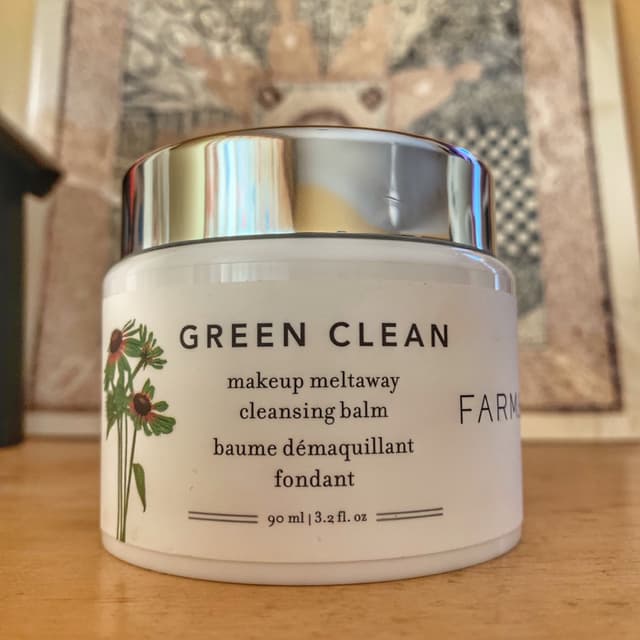 GREEN CLEAN
makeup meltaway
cleansing balm
baume démaquillant
fondant
90 ml | 3.2 fl. oz